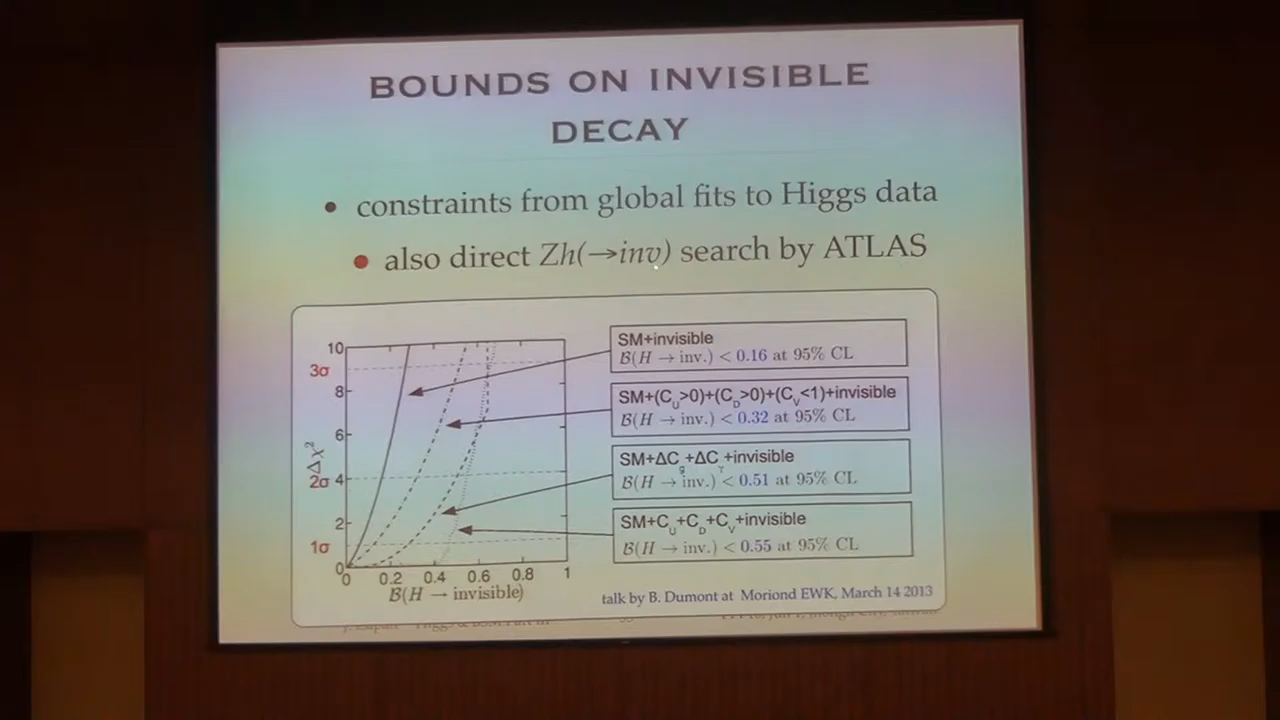 BOUNDS ON INVISIBLE
DECAY
• constraints from global fits to Higgs data
• also direct Zh(→inv) search by ATLAS
SM+invisible
B(H → inv.) < 0.16 at 95% CL
SM+(C_U>0)+(C_D>0)+(C_V<1)+invisible
B(H → inv.) < 0.32 at 95% CL
SM+ΔC_g+ΔC_γ+invisible
B(H → inv.) < 0.51 at 95% CL
SM+C_U+C_D+C_V+invisible
B(H → inv.) < 0.55 at 95% CL
10
3σ
8
6
Δχ²
2σ 4
2
1σ
0
0 0.2 0.4 0.6 0.8 1
B(H → invisible)
talk by B. Dumont at Moriond EWK, March 14 2013